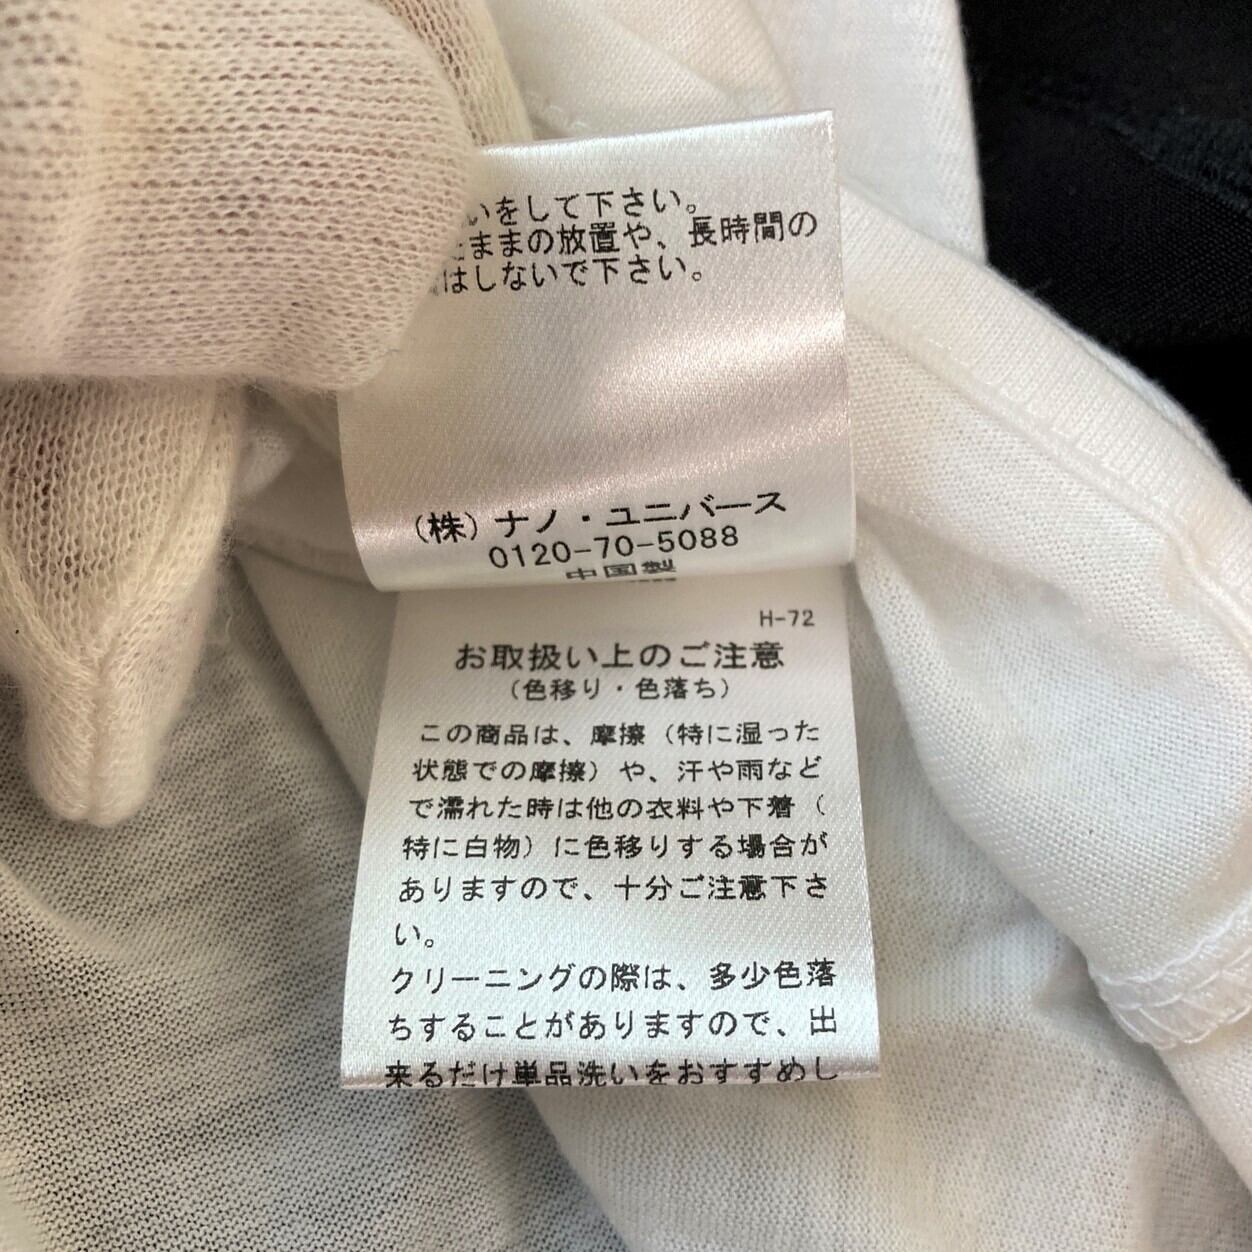 いをして下さい。
ままの放置や、長時間の
はしないで下さい。
（株）ナノ・ユニバース
0120-70-5088
中国製
H-72
お取扱い上のご注意
（色移り・色落ち）
この商品は、摩擦（特に湿った
状態での摩擦）や、汗や雨など
で濡れた時は他の衣料や下着（
特に白物）に色移りする場合が
ありますので、十分ご注意下さ
い。
クリーニングの際は、多少色落
ちすることがありますので、出
来るだけ単品洗いをおすすめし